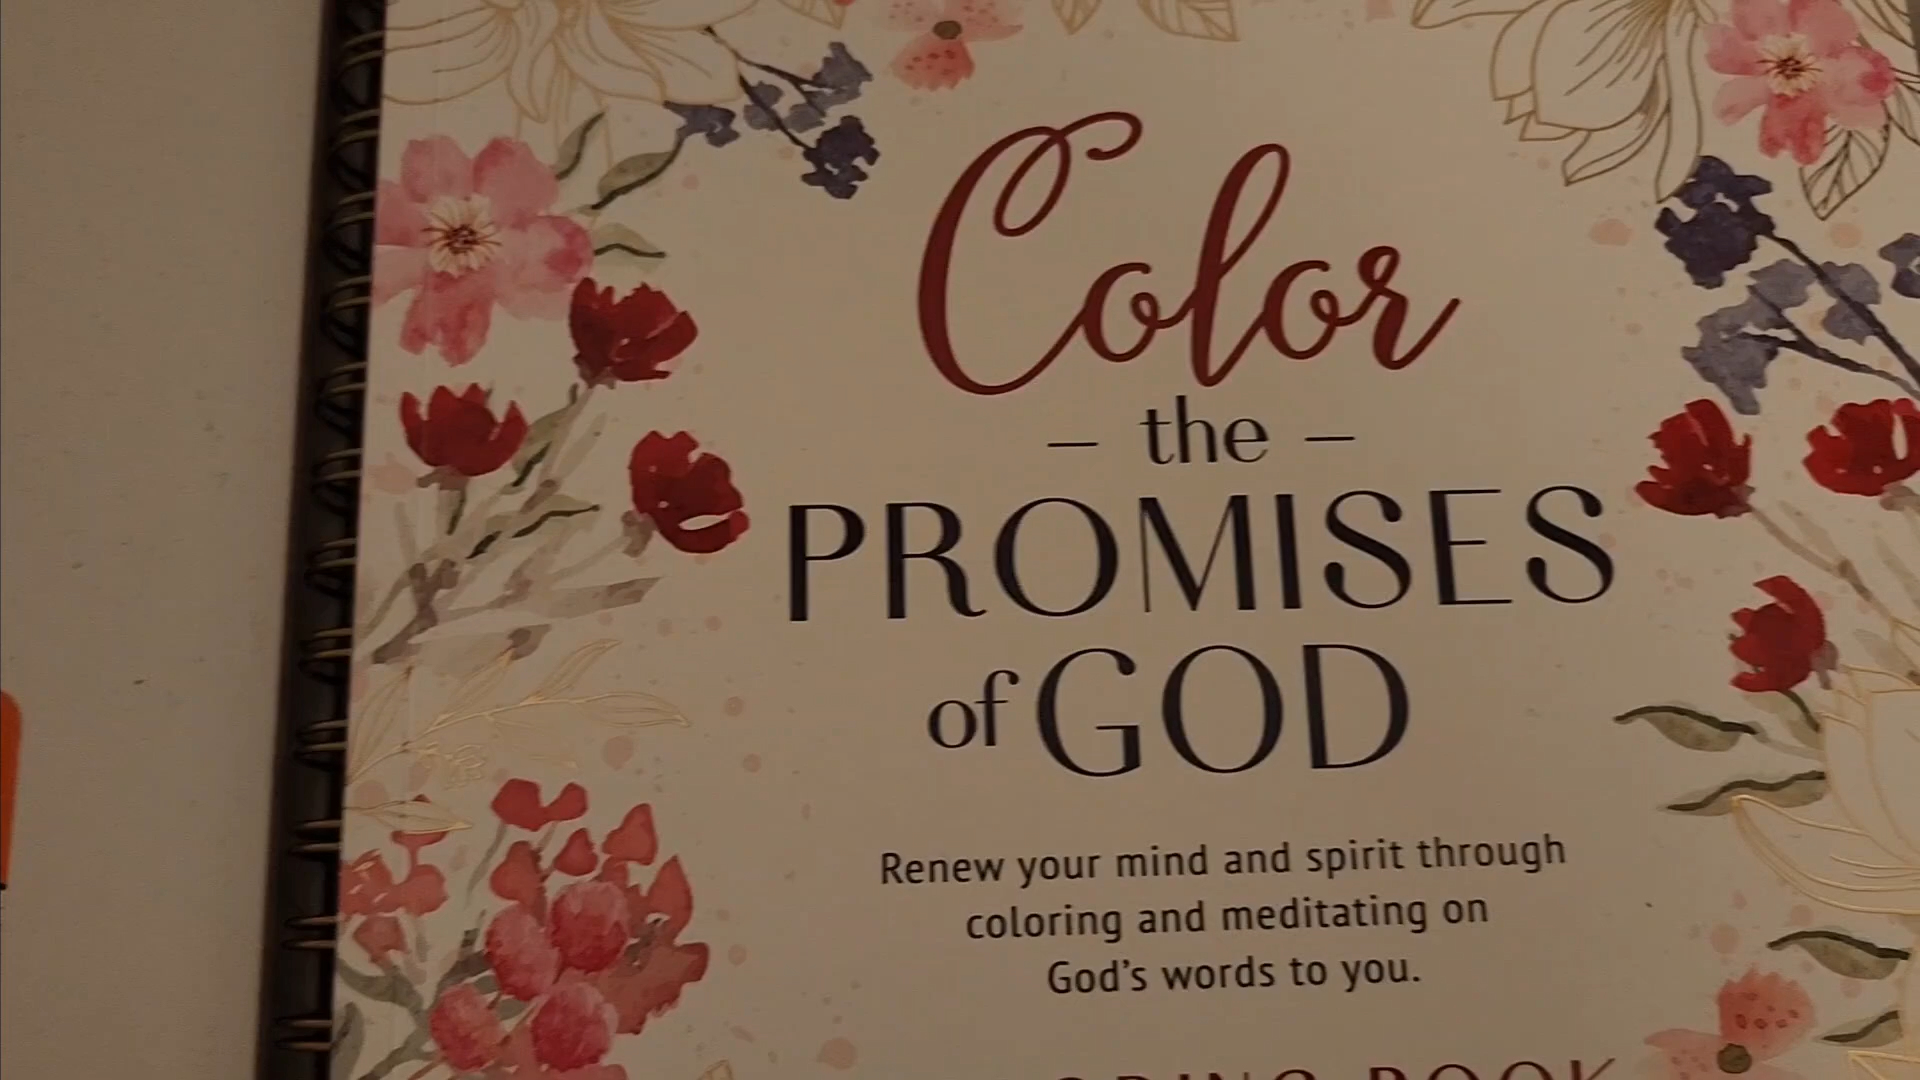 Color
– the –
PROMISES
of GOD
Renew your mind and spirit through
coloring and meditating on
God's words to you.